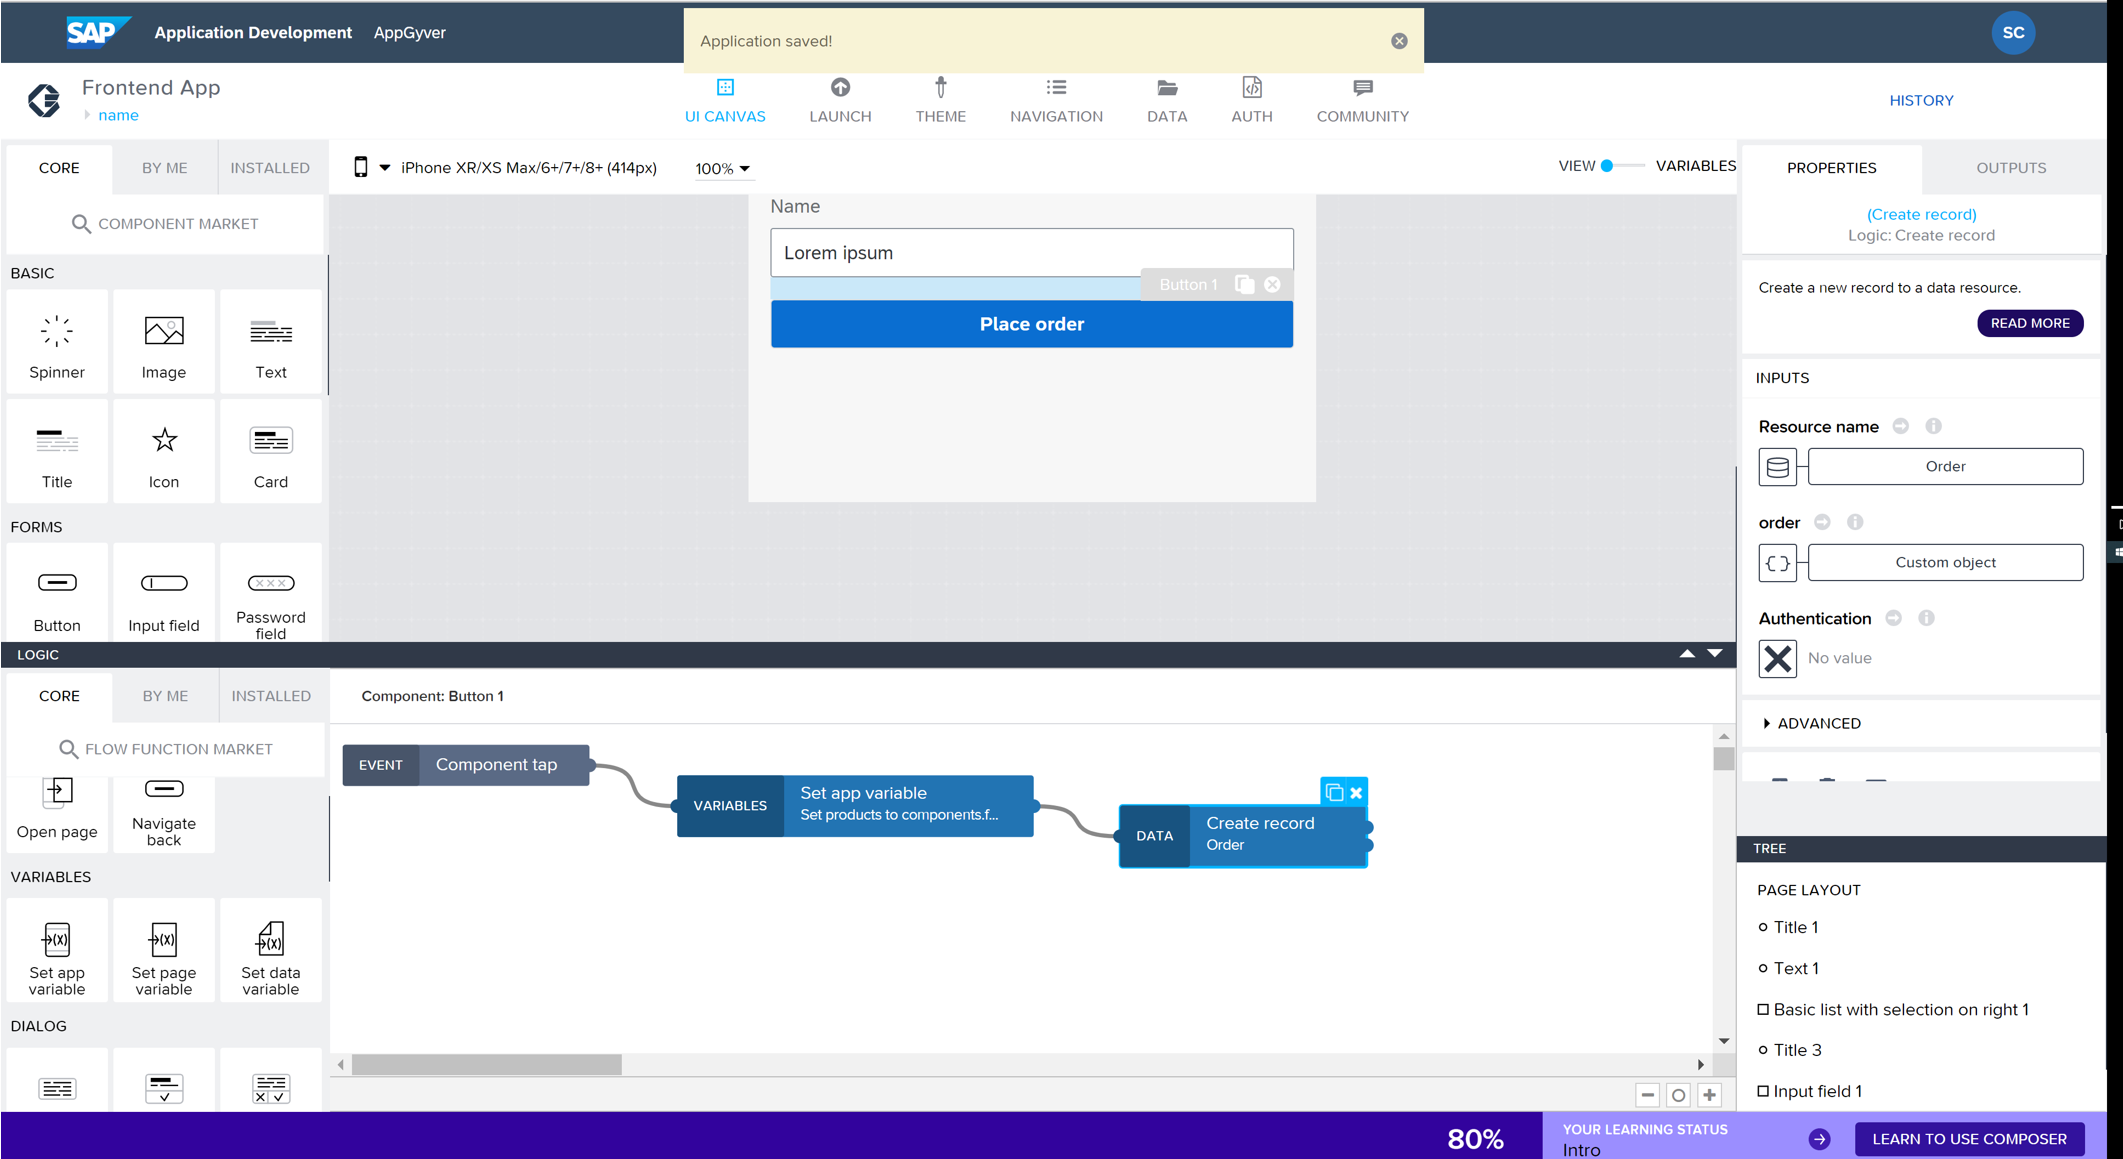 SAP Application Development AppGyver
Application saved!
SC
Frontend App
name
UI CANVAS
LAUNCH
THEME
NAVIGATION
DATA
AUTH
COMMUNITY
HISTORY
CORE BY ME INSTALLED
iPhone XR/XS Max/6+/7+/8+ (414px)
100%
VIEW VARIABLES
PROPERTIES OUTPUTS
COMPONENT MARKET
(Create record)
Logic: Create record
Name
Lorem ipsum
Button 1
Place order
BASIC
Spinner Image Text
Title Icon Card
FORMS
Button Input field Password
field
Create a new record to a data resource.
READ MORE
INPUTS
Resource name
Order
order
Custom object
Authentication
No value
ADVANCED
LOGIC
CORE BY ME INSTALLED
Component: Button 1
FLOW FUNCTION MARKET
Open page Navigate
back
VARIABLES
Set app
variable
Set page
variable
Set data
variable
DIALOG
EVENT Component tap
VARIABLES Set app variable
Set products to components.f...
DATA Create record
Order
TREE
PAGE LAYOUT
Title 1
Text 1
Basic list with selection on right 1
Title 3
Input field 1
80%
YOUR LEARNING STATUS
Intro
LEARN TO USE COMPOSER